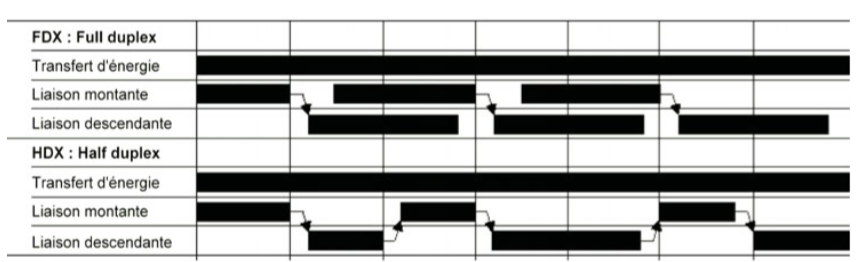 FDX : Full duplex
Transfert d'énergie
Liaison montante
Liaison descendante
HDX : Half duplex
Transfert d'énergie
Liaison montante
Liaison descendante